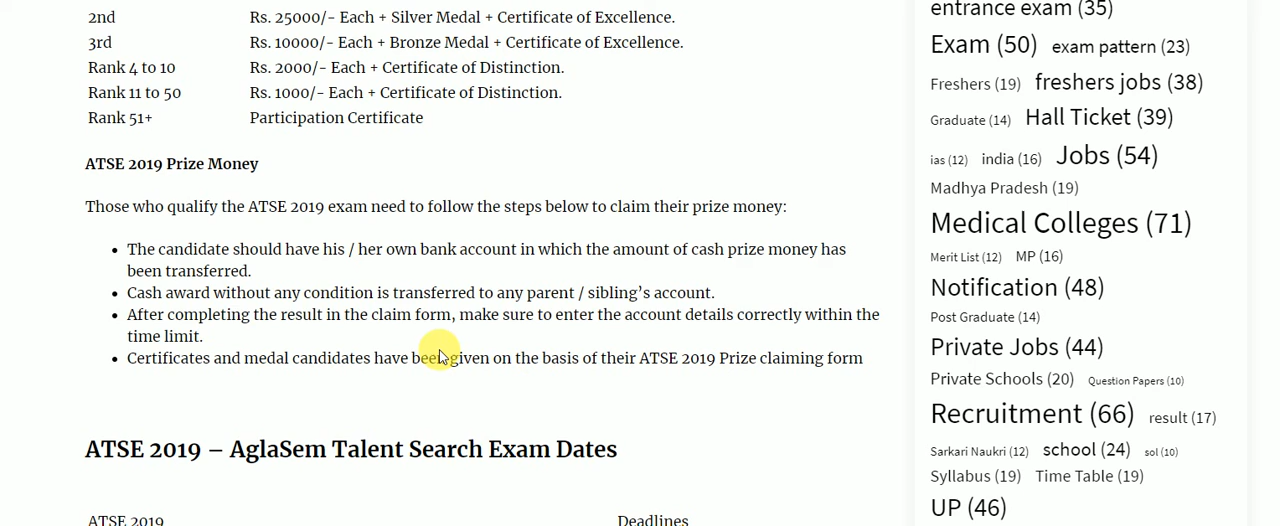 2nd Rs. 25000/- Each + Silver Medal + Certificate of Excellence.
3rd Rs. 10000/- Each + Bronze Medal + Certificate of Excellence.
Rank 4 to 10 Rs. 2000/- Each + Certificate of Distinction.
Rank 11 to 50 Rs. 1000/- Each + Certificate of Distinction.
Rank 51+ Participation Certificate
ATSE 2019 Prize Money
Those who qualify the ATSE 2019 exam need to follow the steps below to claim their prize money:
• The candidate should have his / her own bank account in which the amount of cash prize money has
been transferred.
• Cash award without any condition is transferred to any parent / sibling’s account.
• After completing the result in the claim form, make sure to enter the account details correctly within the
time limit.
• Certificates and medal candidates have been given on the basis of their ATSE 2019 Prize claiming form
ATSE 2019 – AglaSem Talent Search Exam Dates
ATSE 2019 Deadlines
entrance exam (35)
Exam (50) exam pattern (23)
Freshers (19) freshers jobs (38)
Graduate (14) Hall Ticket (39)
ias (12) india (16) Jobs (54)
Madhya Pradesh (19)
Medical Colleges (71)
Merit List (12) MP (16)
Notification (48)
Post Graduate (14)
Private Jobs (44)
Private Schools (20) Question Papers (10)
Recruitment (66) result (17)
Sarkari Naukri (12) school (24) sol (10)
Syllabus (19) Time Table (19)
UP (46)